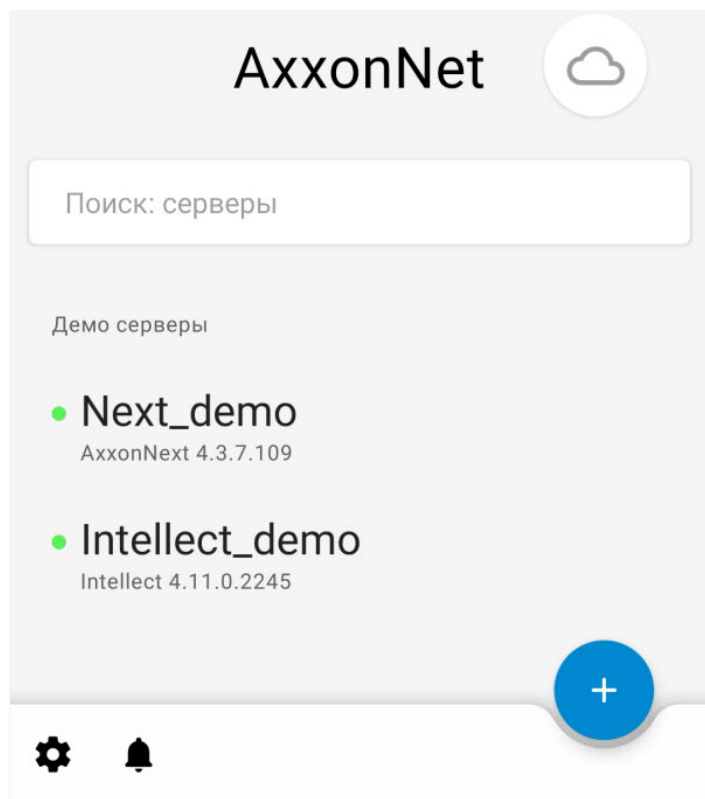 AxxonNet
Поиск: серверы
Демо серверы
Next_demo
AxxonNext 4.3.7.109
Intellect_demo
Intellect 4.11.0.2245
+